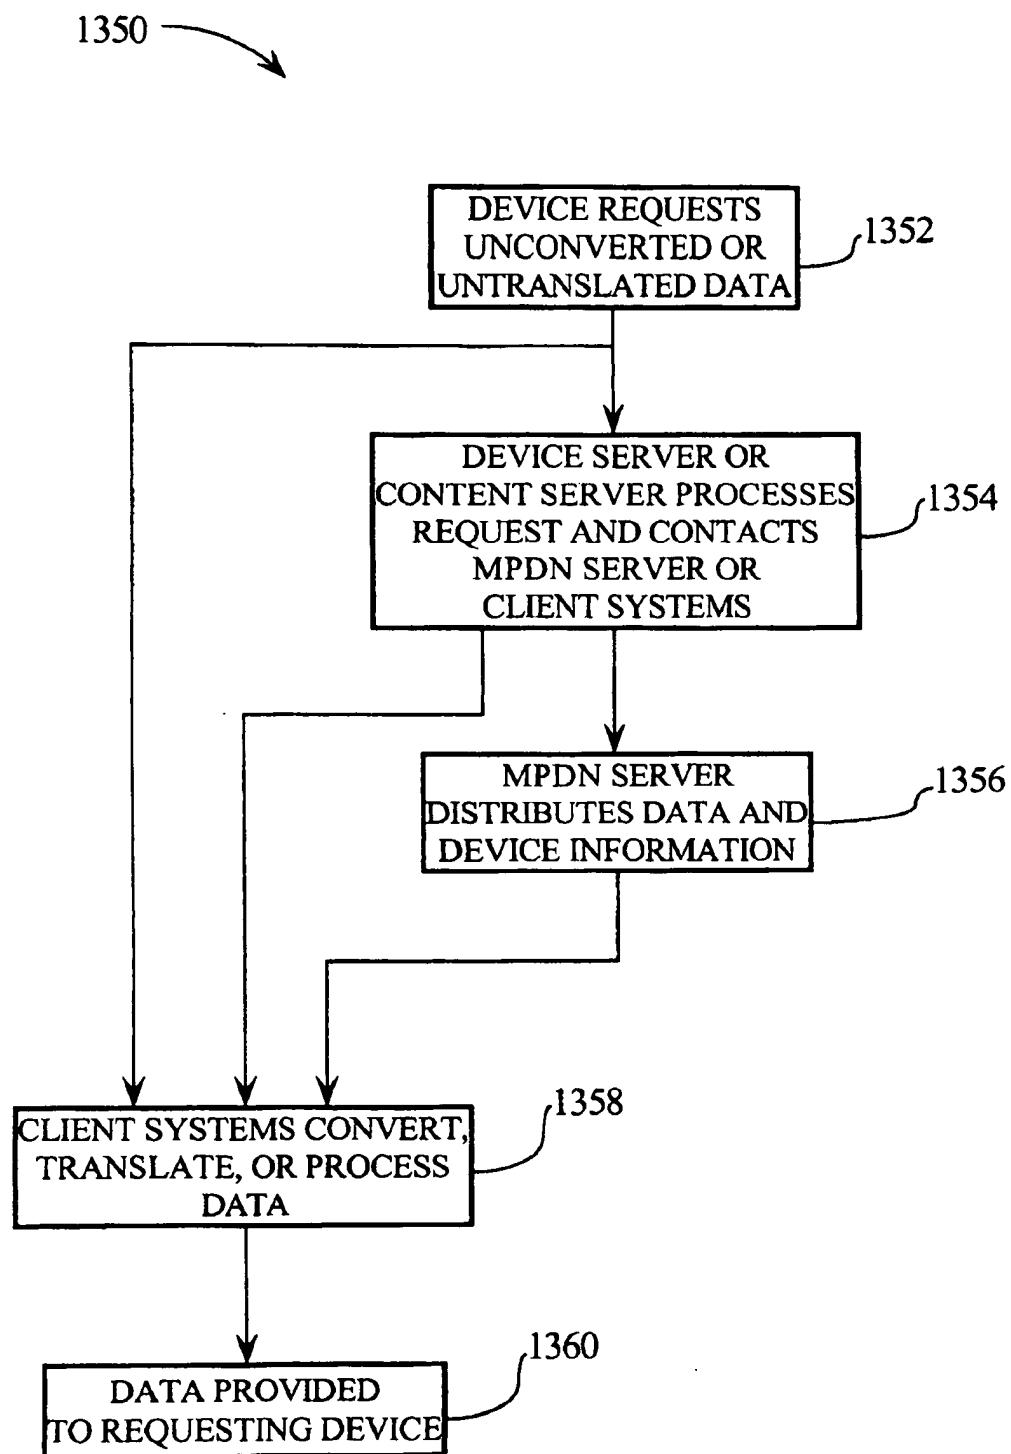 1350
DEVICE REQUESTS
UNCONVERTED OR
UNTRANSLATED DATA
1352
DEVICE SERVER OR
CONTENT SERVER PROCESSES
REQUEST AND CONTACTS
MPDN SERVER OR
CLIENT SYSTEMS
1354
MPDN SERVER
DISTRIBUTES DATA AND
DEVICE INFORMATION
1356
CLIENT SYSTEMS CONVERT,
TRANSLATE, OR PROCESS
DATA
1358
DATA PROVIDED
TO REQUESTING DEVICE
1360